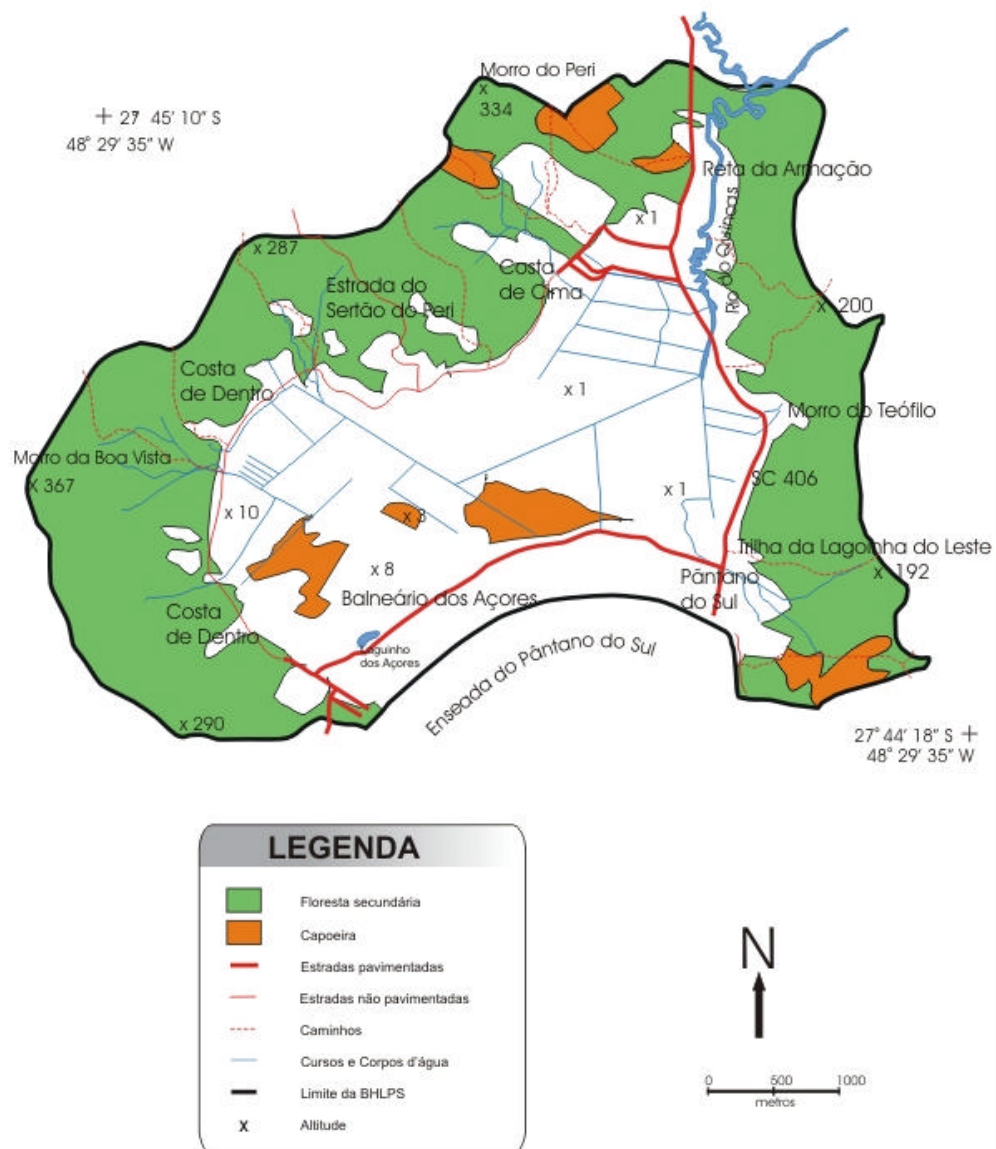 Morro do Peri
x
334
+ 27 45' 10" S
48° 29' 35" W
Reta da Armação
x 1
Rio do Quincas
x 287
Costa
de Cima
Estrada do
Sertão do Peri
x 200
Costa
de Dentro
x 1
Morro do Teófilo
Morro da Boa Vista
x 367
SC 406
x 1
x 10
x 3
Trilha da Lagoinha do Leste
x 192
x 8
Pântano
do Sul
Balneário dos Açores
Costa
de Dentro
Laguinho
dos Açores
Enseada do Pântano do Sul
x 290
27° 44' 18" S +
48° 29' 35" W
LEGENDA
Floresta secundária
Capoeira
Estradas pavimentadas
Estradas não pavimentadas
Caminhos
Cursos e Corpos d'água
Limite da BHLPS
x Altitude
N
0 500 1000
metros